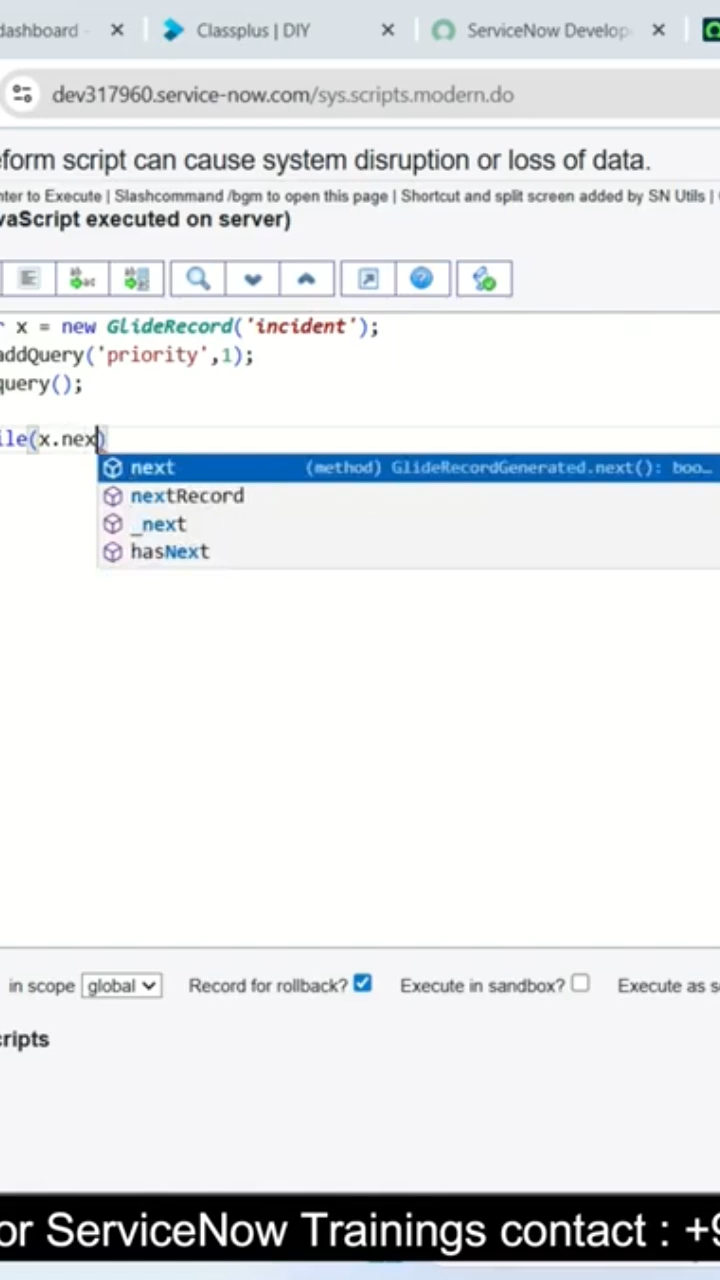 dashboard - Classplus | DIY ServiceNow Develop
dev317960.service-now.com/sys.scripts.modern.do
eform script can cause system disruption or loss of data.
nter to Execute | Slashcommand /bgm to open this page | Shortcut and split screen added by SN Utils |
vaScript executed on server)
r x = new GlideRecord('incident');
addQuery('priority',1);
query();
ile(x.nex)
next (method) GlideRecordGenerated.next(): boo…
nextRecord
_next
hasNext
in scope global Record for rollback? Execute in sandbox? Execute as s
cripts
or ServiceNow Trainings contact : +9